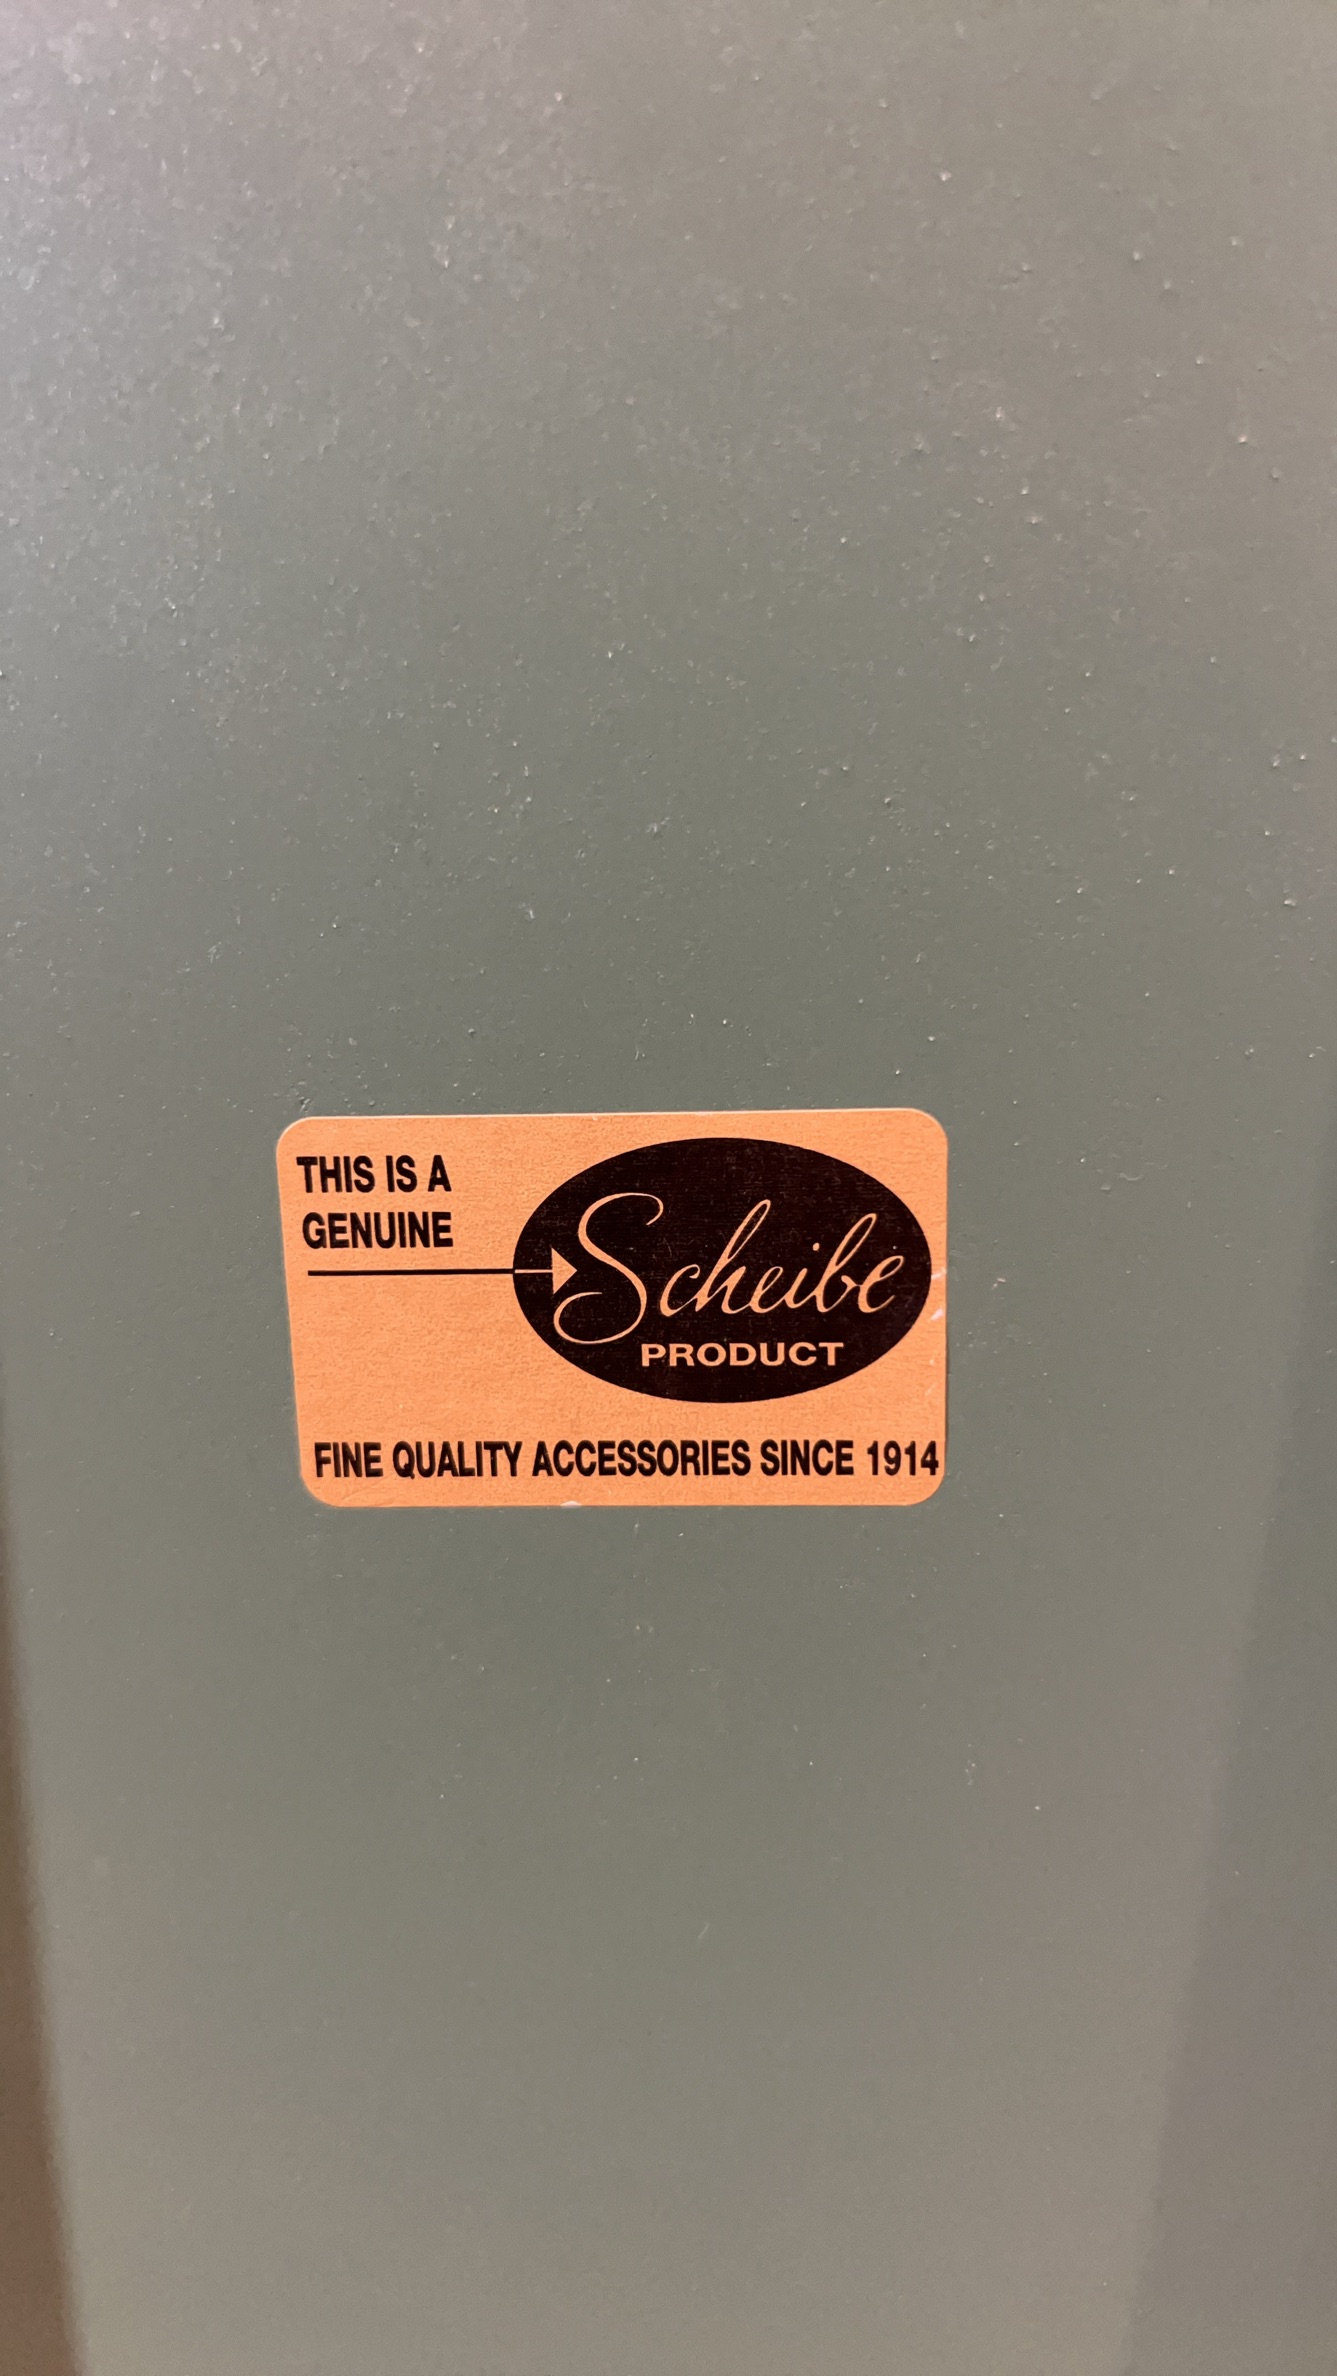 THIS IS A
GENUINE
Scheibe
PRODUCT
FINE QUALITY ACCESSORIES SINCE 1914